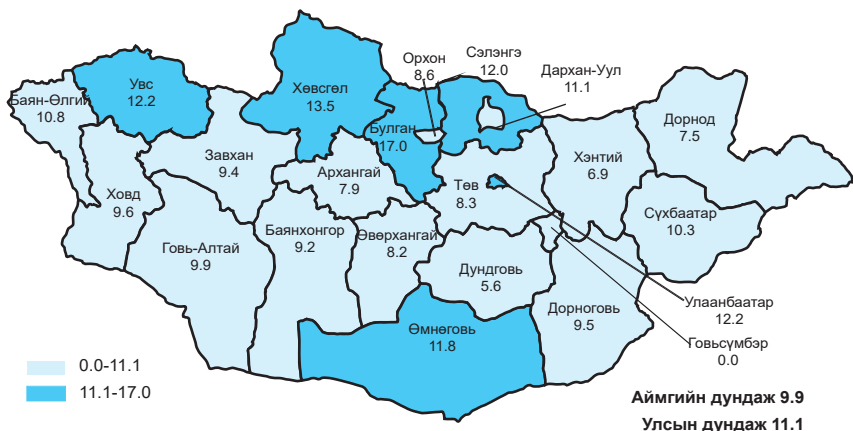 Орхон
8.6
Сэлэнгэ
12.0
Дархан-Уул
11.1
Увс
12.2
Хөвсгөл
13.5
Баян-Өлгий
10.8
Булган
17.0
Дорнод
7.5
Завхан
9.4
Архангай
7.9
Хэнтий
6.9
Төв
8.3
Ховд
9.6
Сүхбаатар
10.3
Говь-Алтай
9.9
Баянхонгор
9.2
Өвөрхангай
8.2
Дундговь
5.6
Улаанбаатар
12.2
Өмнөговь
11.8
Дорноговь
9.5
Говьсүмбэр
0.0
0.0-11.1
11.1-17.0
Аймгийн дундаж 9.9
Улсын дундаж 11.1